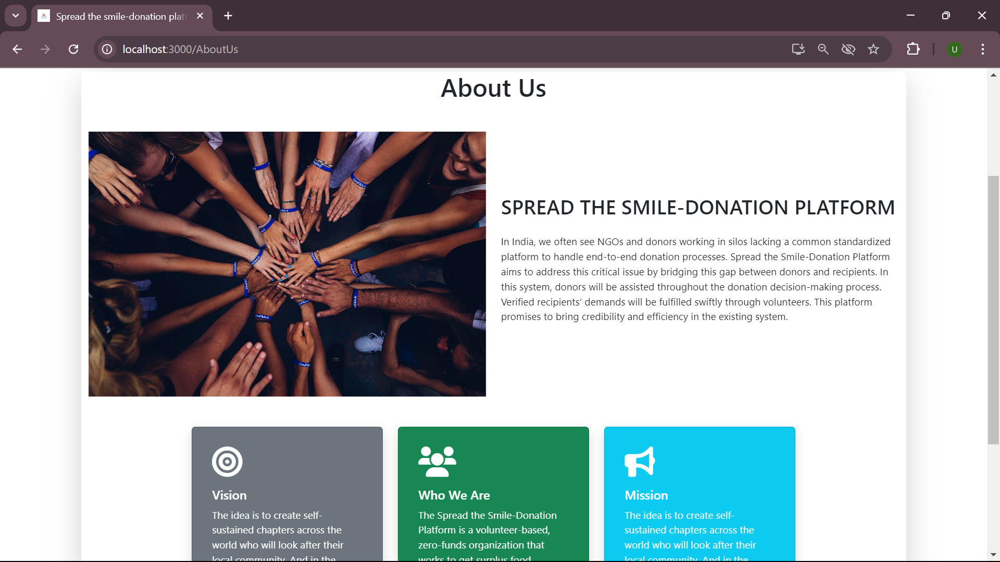 Spread the smile-donation plat
localhost:3000/AboutUs
U
About Us
SPREAD THE SMILE-DONATION PLATFORM
In India, we often see NGOs and donors working in silos lacking a common standardized
platform to handle end-to-end donation processes. Spread the Smile-Donation Platform
aims to address this critical issue by bridging this gap between donors and recipients. In
this system, donors will be assisted throughout the donation decision-making process.
Verified recipients’ demands will be fulfilled swiftly through volunteers. This platform
promises to bring credibility and efficiency in the existing system.
Vision
The idea is to create self-
sustained chapters across the
world who will look after their
local community. And in the
Who We Are
The Spread the Smile-Donation
Platform is a volunteer-based,
zero-funds organization that
works to get surplus food
Mission
The idea is to create self-
sustained chapters across the
world who will look after their
local community. And in the